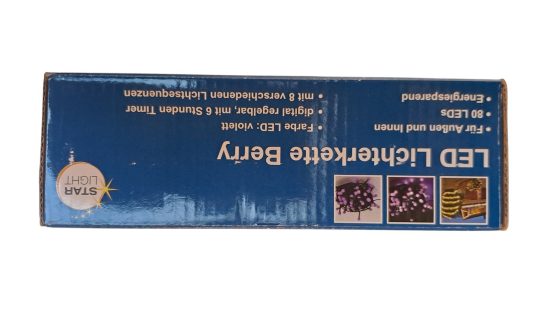 LED Lichterkette Berry
• Für Außen und Innen
• 80 LEDs
• Energiesparend
• Farbe LED: violett
digital regelbar, mit 6 Stunden Timer
• mit 8 verschiedenen Lichtsequenzen
STAR
LIGHT